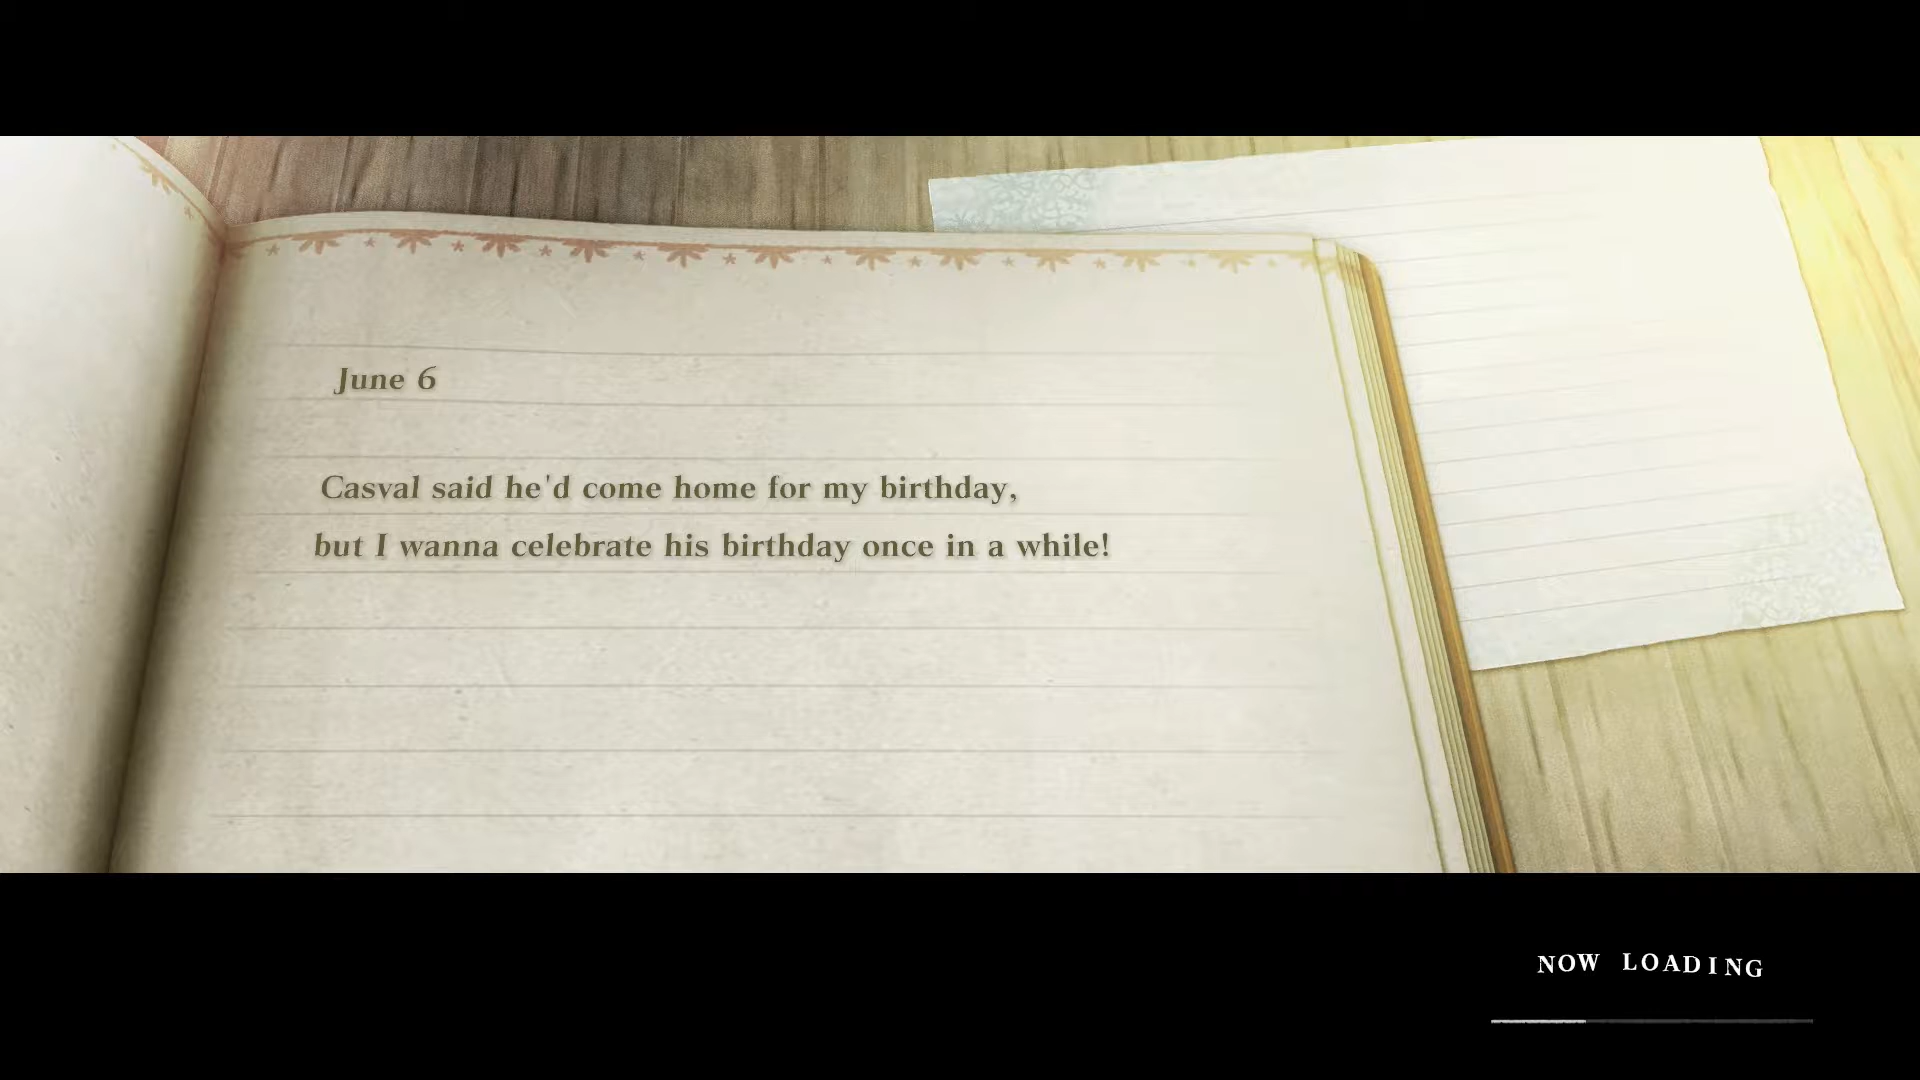 June 6
Casval said he'd come home for my birthday,
but I wanna celebrate his birthday once in a while!
NOW LOADING